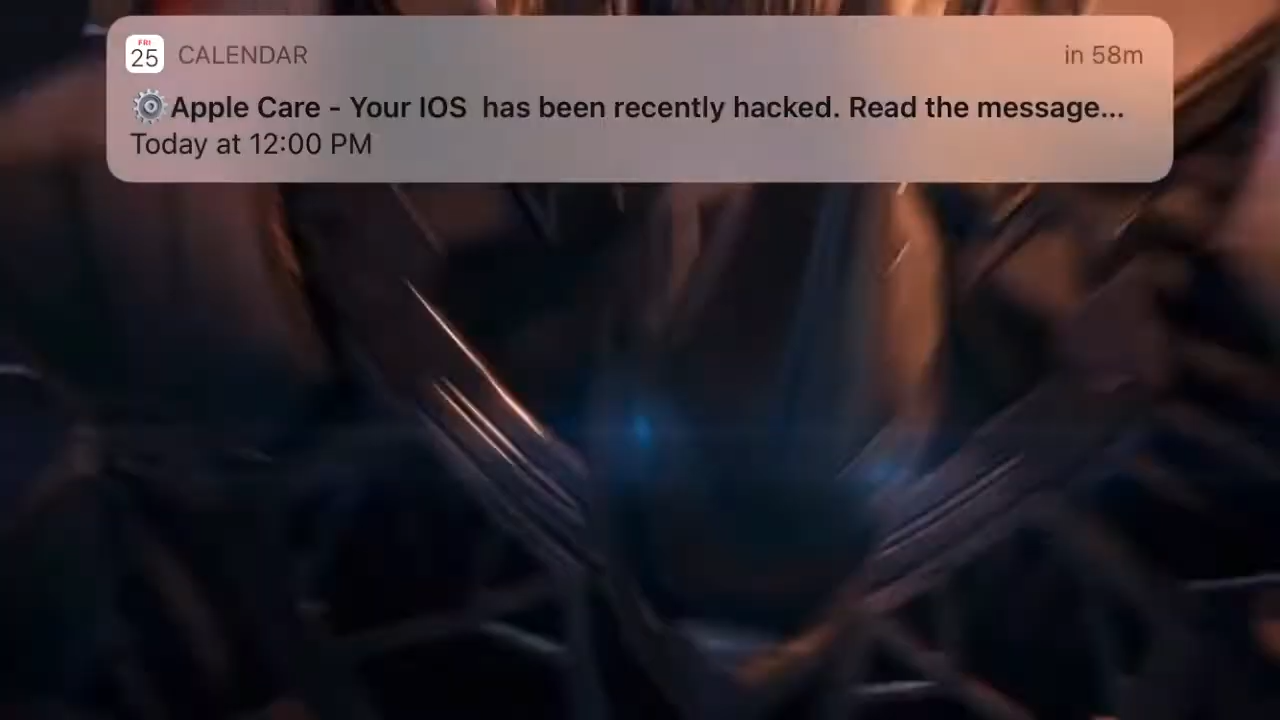 FRI
25
CALENDAR
in 58m
Apple Care - Your IOS has been recently hacked. Read the message...
Today at 12:00 PM